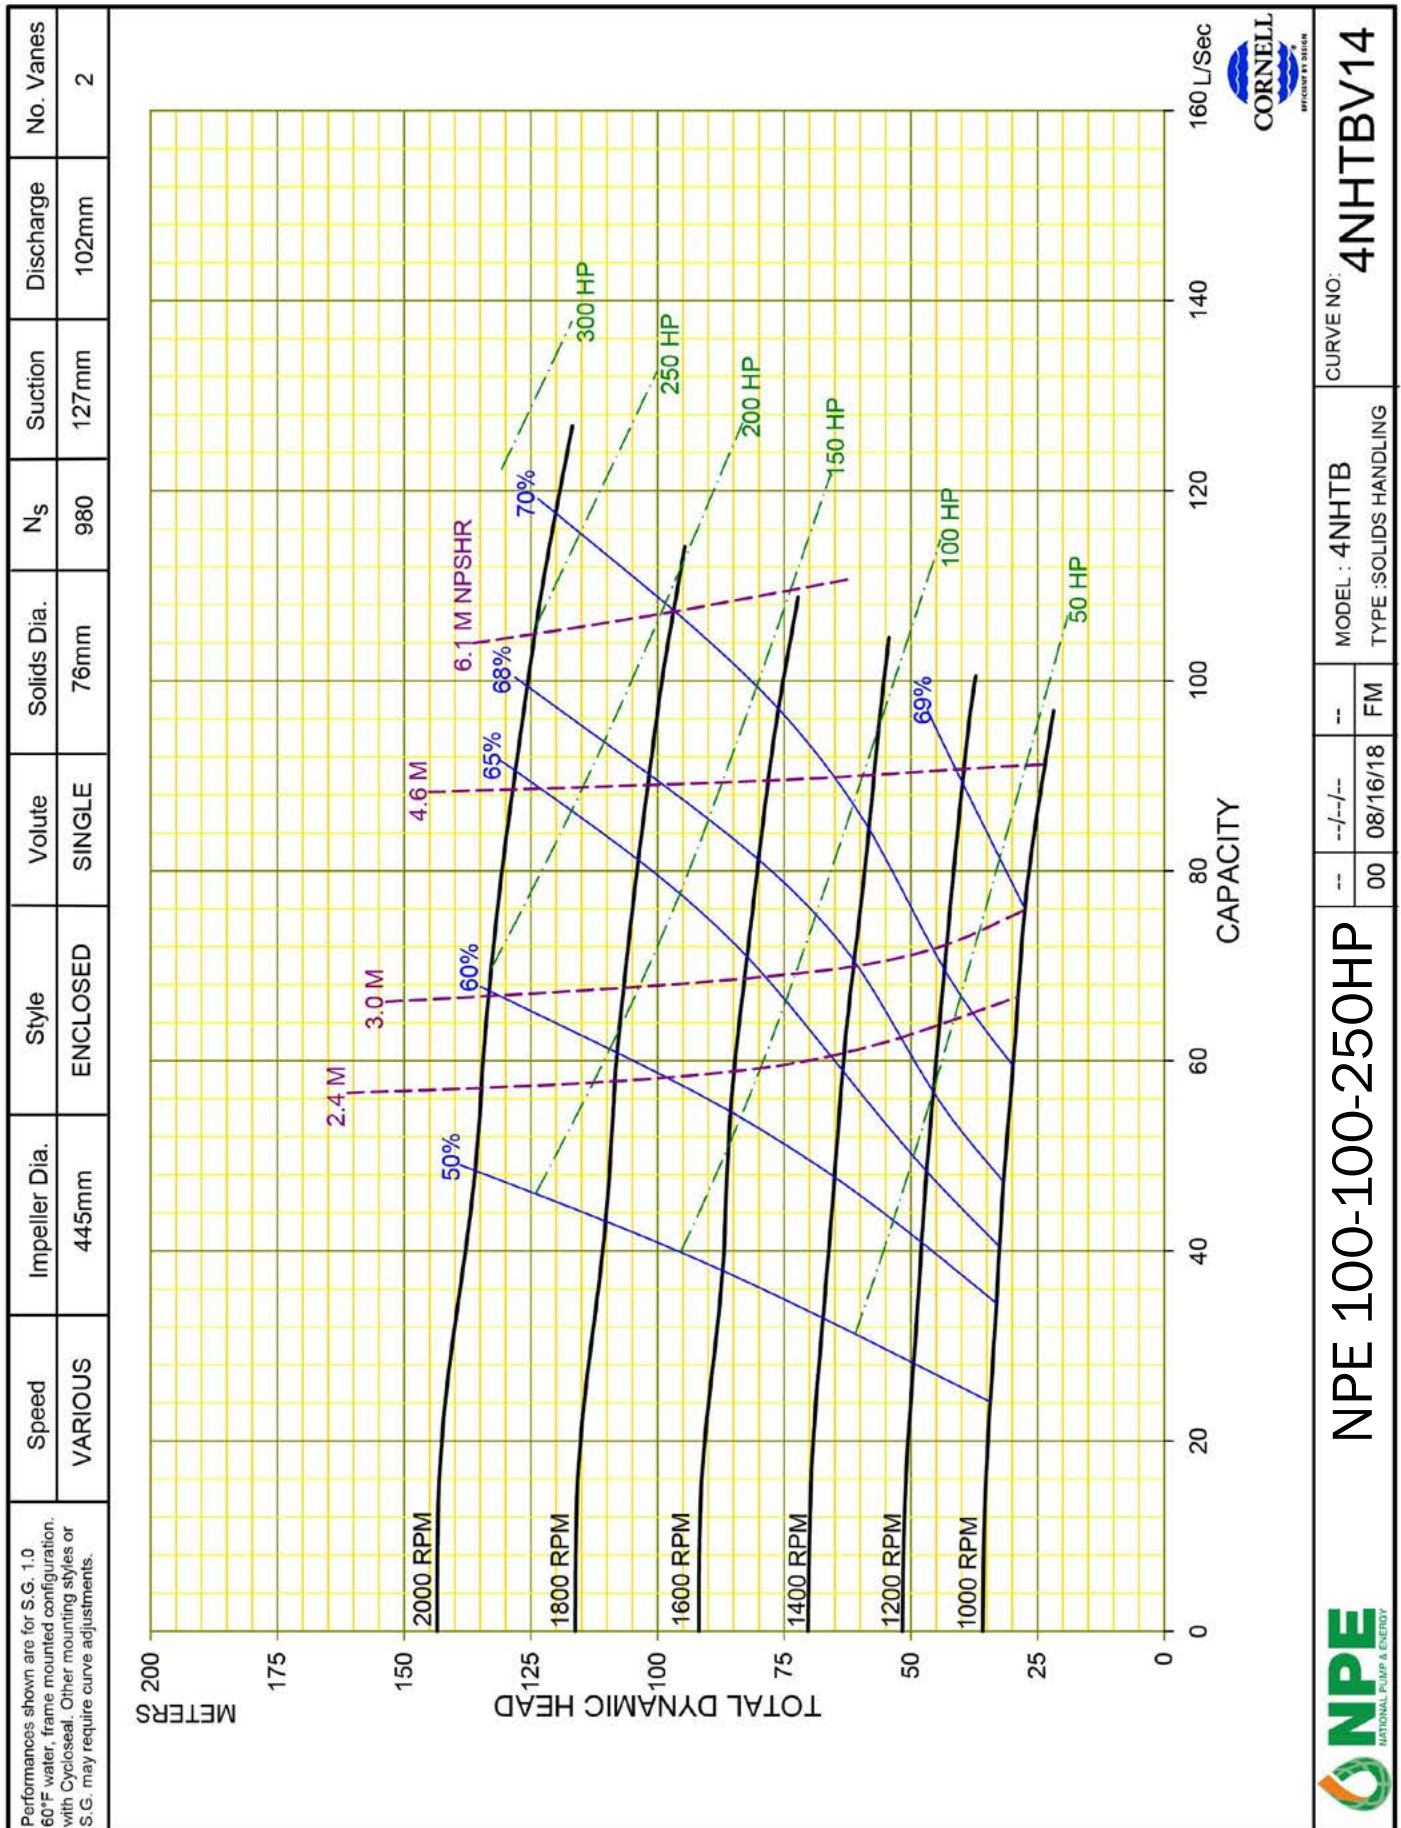 Performances shown are for S.G. 1.0
60°F water, frame mounted configuration.
with Cycloseal. Other mounting styles or
S.G. may require curve adjustments.
Speed
VARIOUS
Impeller Dia.
445mm
Style
ENCLOSED
Volute
SINGLE
Solids Dia.
76mm
NS
980
Suction
127mm
Discharge
102mm
No. Vanes
2
METERS
TOTAL DYNAMIC HEAD
200
175
150
125
100
75
50
25
0
2000 RPM
1800 RPM
1600 RPM
1400 RPM
1200 RPM
1000 RPM
50%
60%
65%
68%
70%
69%
2.4 M
3.0 M
4.6 M
6.1 M NPSHR
300 HP
250 HP
200 HP
150 HP
100 HP
50 HP
0
20
40
60
80
100
120
140
160 L/Sec
CAPACITY
CORNELL
®
EFFICIENT BY DESIGN
NPE
NATIONAL PUMP & ENERGY
NPE 100-100-250HP
-- --/--/-- --
00 08/16/18 FM
MODEL : 4NHTB
TYPE :SOLIDS HANDLING
CURVE NO:
4NHTBV14